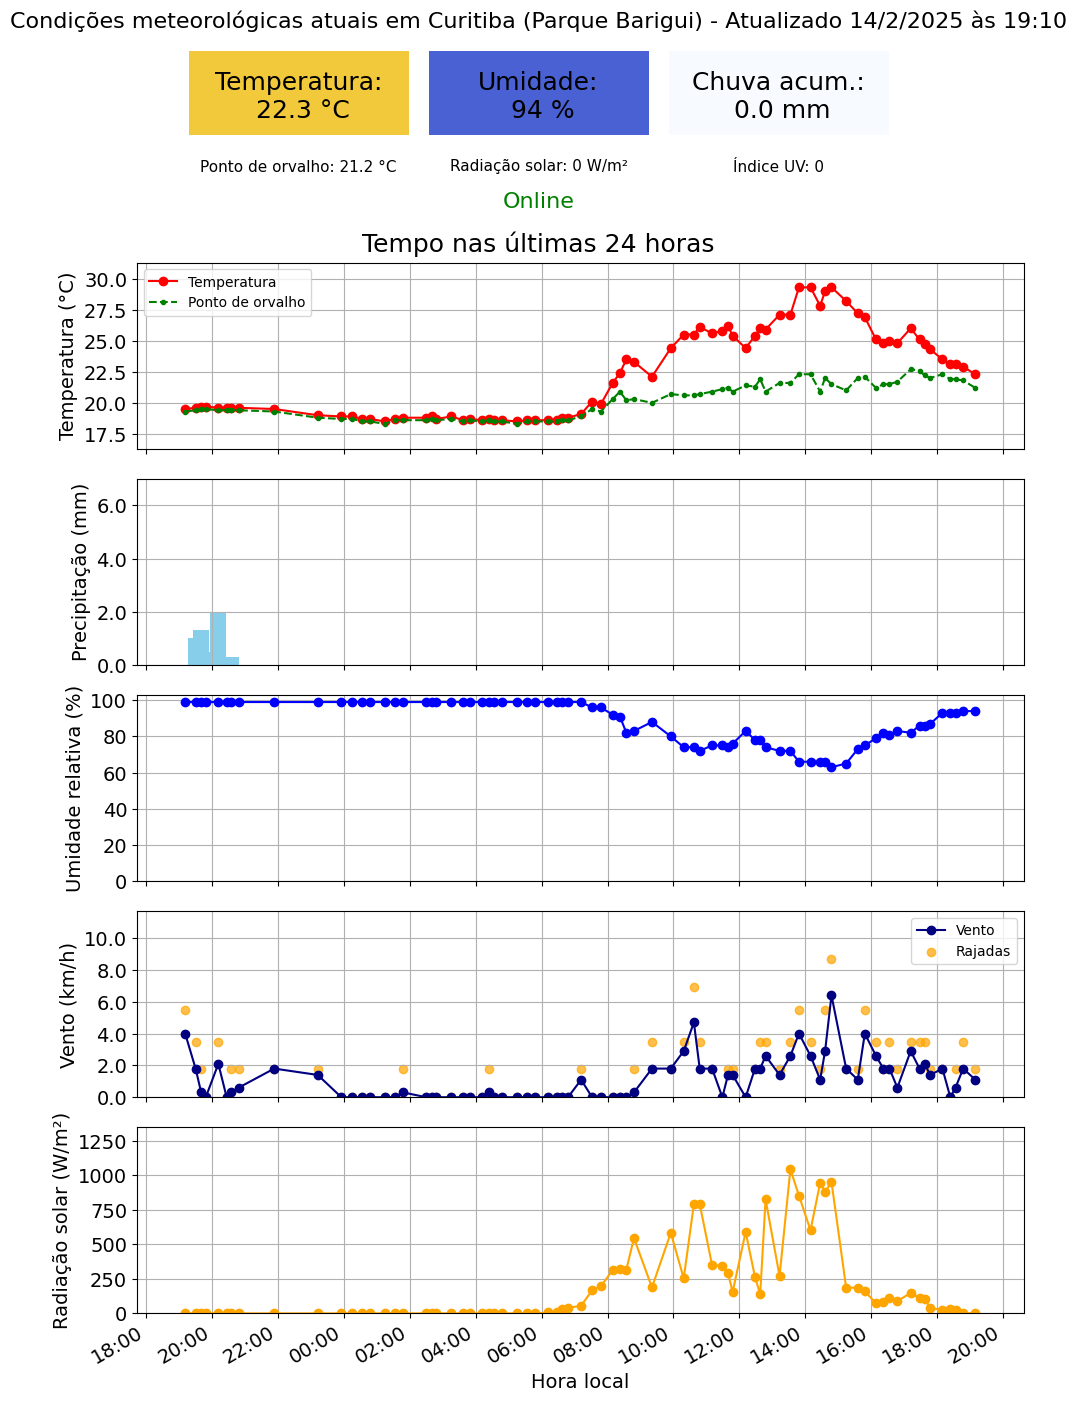 Condições meteorológicas atuais em Curitiba (Parque Barigui) - Atualizado 14/2/2025 às 19:10
Temperatura:
22.3 °C
Umidade:
94 %
Chuva acum.:
0.0 mm
Ponto de orvalho: 21.2 °C
Radiação solar: 0 W/m²
Índice UV: 0
Online
Tempo nas últimas 24 horas
Temperatura (°C)
30.0
27.5
25.0
22.5
20.0
17.5
Temperatura
Ponto de orvalho
Precipitação (mm)
6.0
4.0
2.0
0.0
Umidade relativa (%)
100
80
60
40
20
0
Vento (km/h)
10.0
8.0
6.0
4.0
2.0
0.0
Vento
Rajadas
Radiação solar (W/m²)
1250
1000
750
500
250
0
18:00 20:00 22:00 00:00 02:00 04:00 06:00 08:00 10:00 12:00 14:00 16:00 18:00 20:00
Hora local